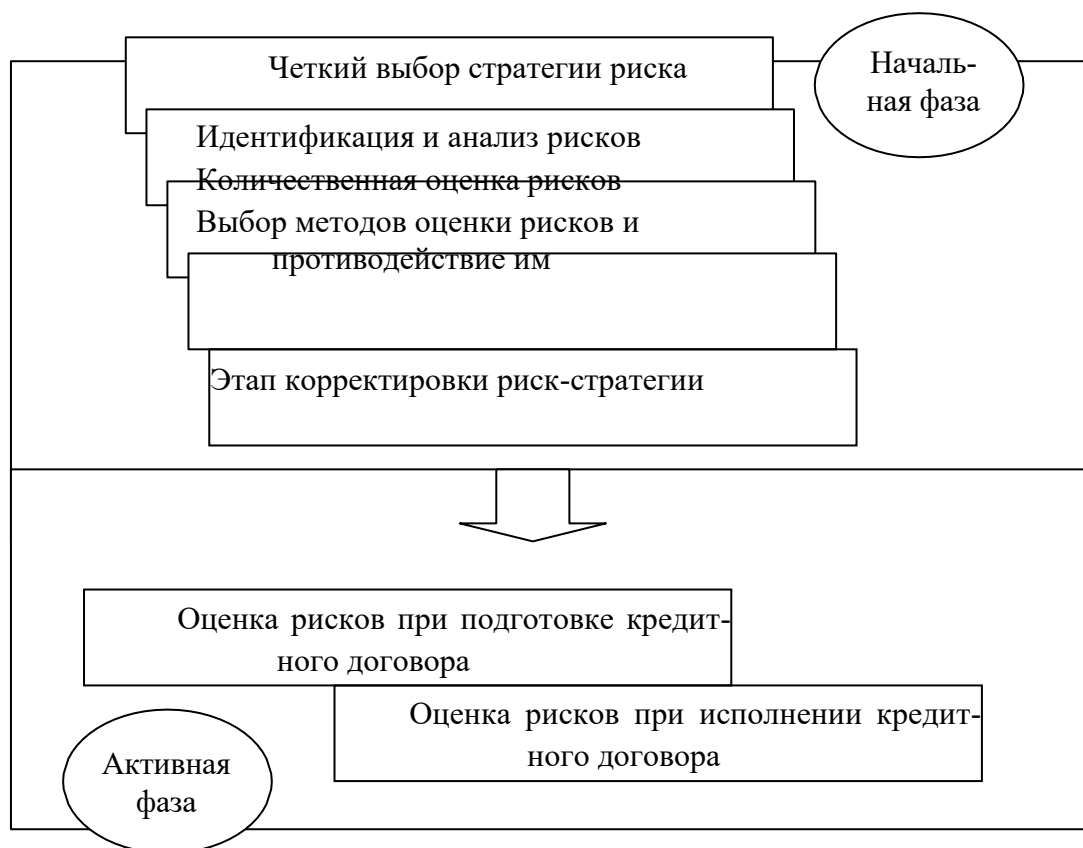 Четкий выбор стратегии риска
Началь-
ная фаза
Идентификация и анализ рисков
Количественная оценка рисков
Выбор методов оценки рисков и
противодействие им
Этап корректировки риск-стратегии
Оценка рисков при подготовке кредит-
ного договора
Оценка рисков при исполнении кредит-
ного договора
Активная
фаза